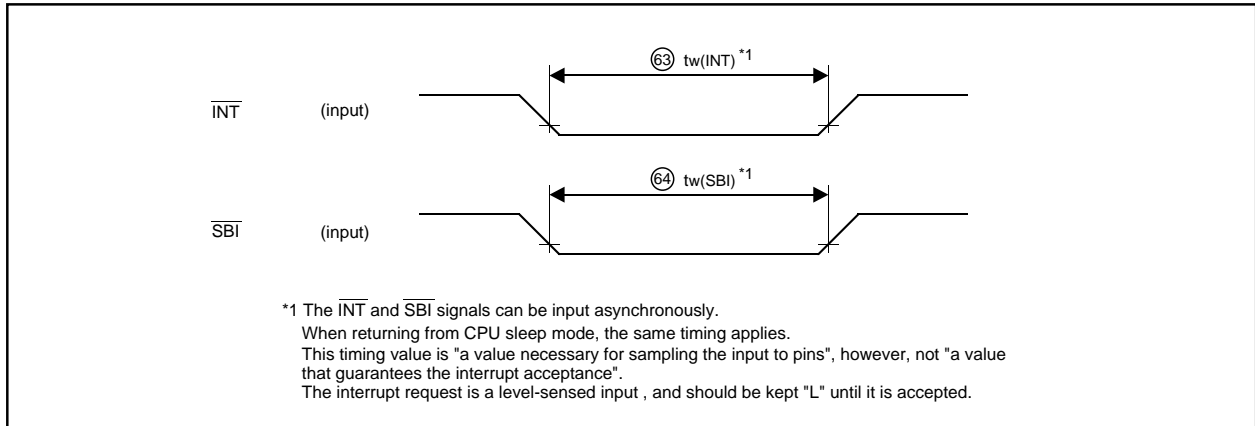 63 tw(INT) *1
INT (input)
64 tw(SBI) *1
SBI (input)
*1 The INT and SBI signals can be input asynchronously.
When returning from CPU sleep mode, the same timing applies.
This timing value is "a value necessary for sampling the input to pins", however, not "a value
that guarantees the interrupt acceptance".
The interrupt request is a level-sensed input , and should be kept "L" until it is accepted.